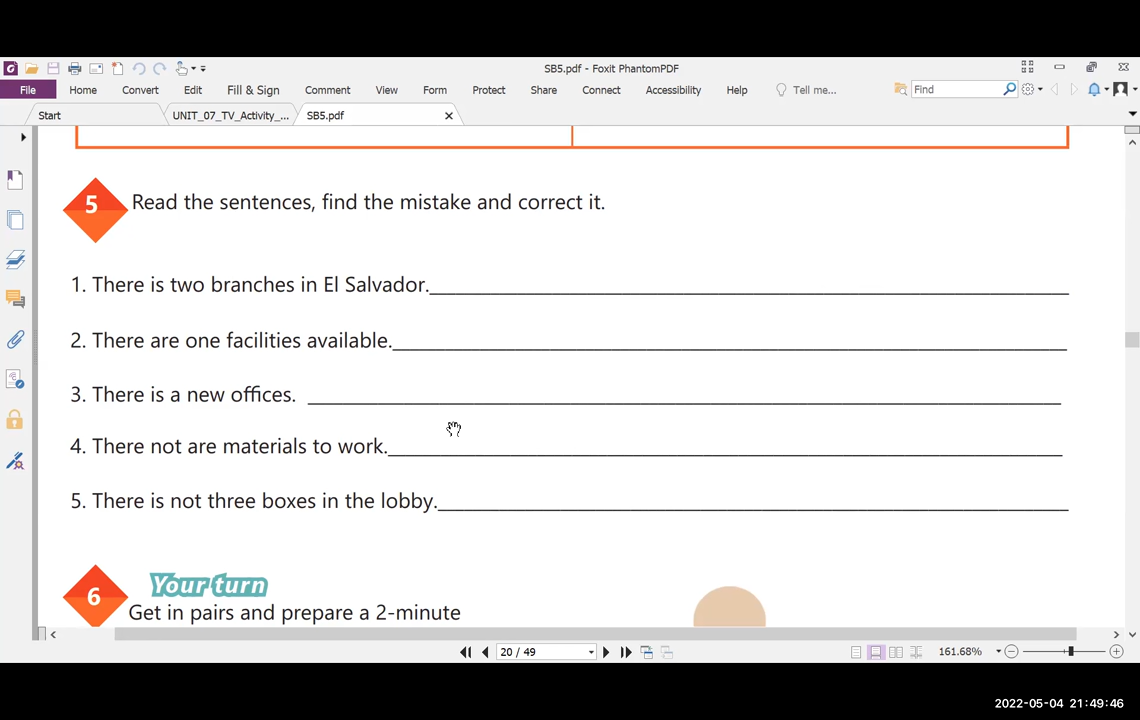 SB5.pdf - Foxit PhantomPDF
File Home Convert Edit Fill & Sign Comment View Form Protect Share Connect Accessibility Help Tell me... Find
Start UNIT_07_TV_Activity_... SB5.pdf
5 Read the sentences, find the mistake and correct it.
1. There is two branches in El Salvador.
2. There are one facilities available.
3. There is a new offices.
4. There not are materials to work.
5. There is not three boxes in the lobby.
6 Your turn
Get in pairs and prepare a 2-minute
20 / 49 161.68%
2022-05-04 21:49:46